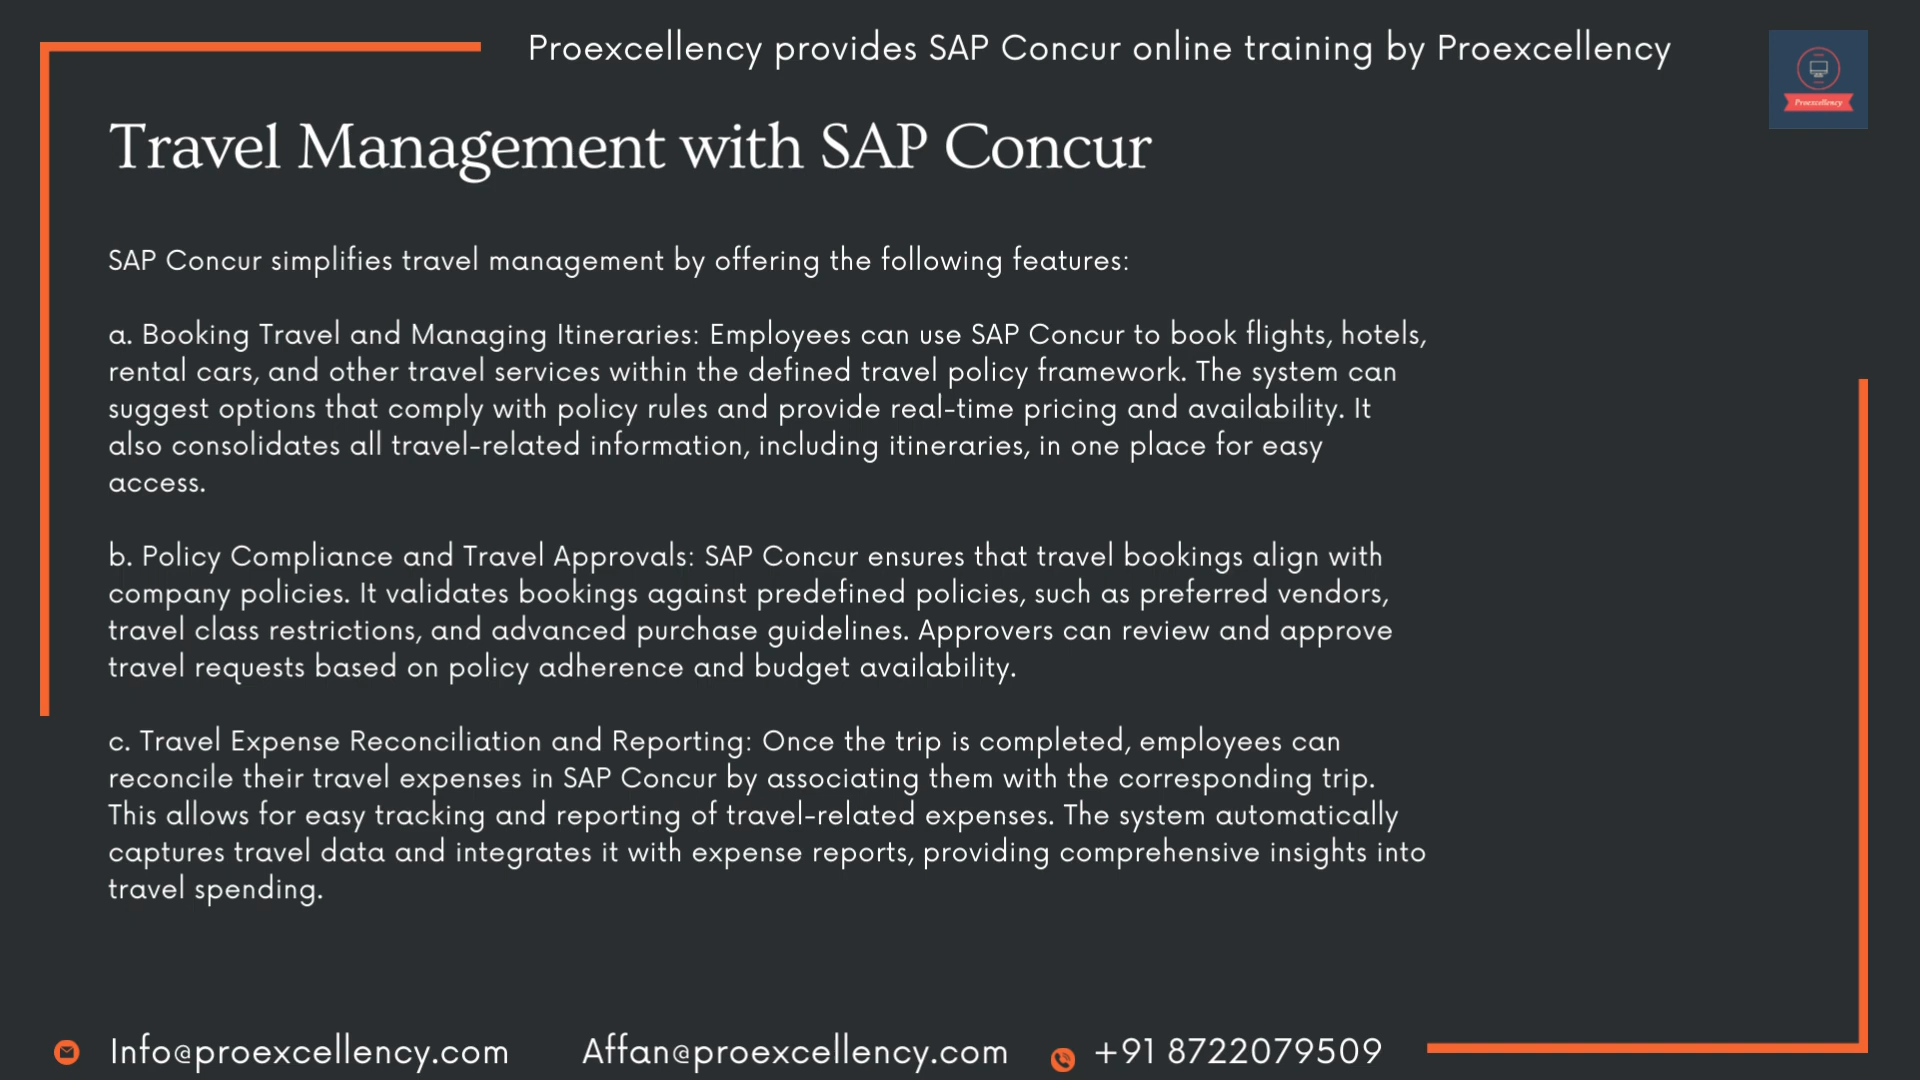 Proexcellency provides SAP Concur online training by Proexcellency
Proexcellency
Travel Management with SAP Concur
SAP Concur simplifies travel management by offering the following features:
a. Booking Travel and Managing Itineraries: Employees can use SAP Concur to book flights, hotels,
rental cars, and other travel services within the defined travel policy framework. The system can
suggest options that comply with policy rules and provide real-time pricing and availability. It
also consolidates all travel-related information, including itineraries, in one place for easy
access.
b. Policy Compliance and Travel Approvals: SAP Concur ensures that travel bookings align with
company policies. It validates bookings against predefined policies, such as preferred vendors,
travel class restrictions, and advanced purchase guidelines. Approvers can review and approve
travel requests based on policy adherence and budget availability.
c. Travel Expense Reconciliation and Reporting: Once the trip is completed, employees can
reconcile their travel expenses in SAP Concur by associating them with the corresponding trip.
This allows for easy tracking and reporting of travel-related expenses. The system automatically
captures travel data and integrates it with expense reports, providing comprehensive insights into
travel spending.
Info@proexcellency.com Affan@proexcellency.com +91 8722079509